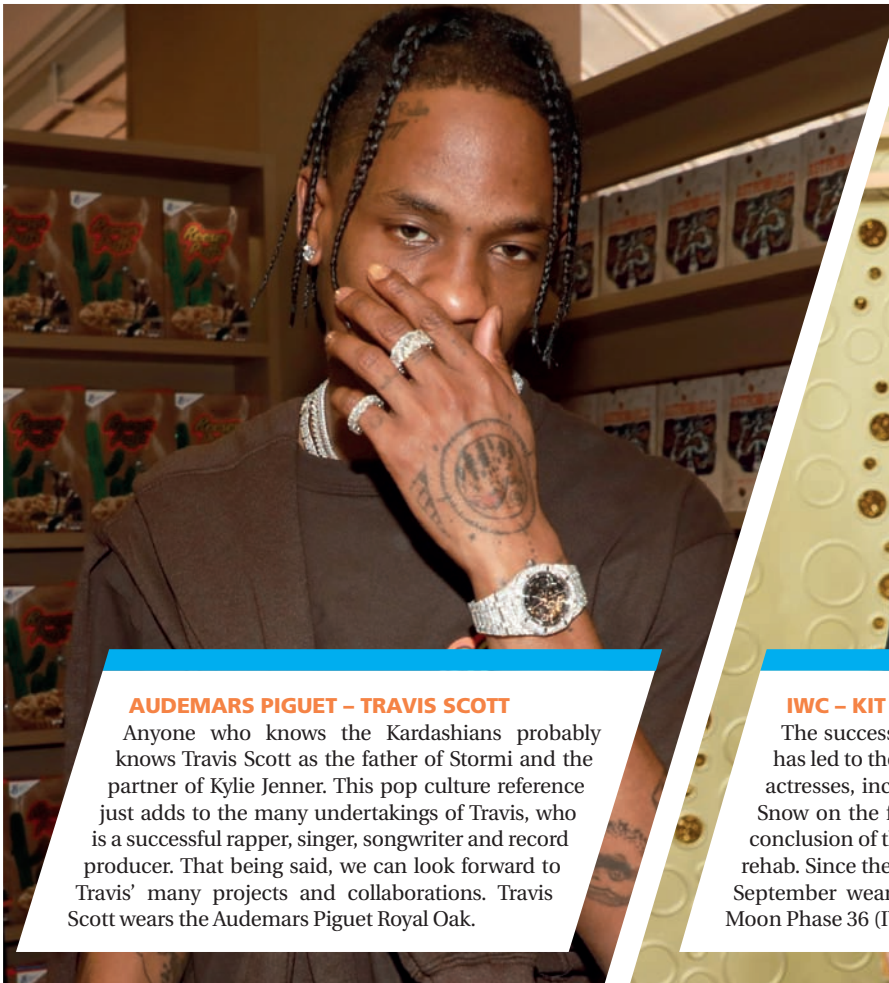 Reese's
Puffs
ASTROWORLD
AUDEMARS PIGUET – TRAVIS SCOTT
Anyone who knows the Kardashians probably
knows Travis Scott as the father of Stormi and the
partner of Kylie Jenner. This pop culture reference
just adds to the many undertakings of Travis, who
is a successful rapper, singer, songwriter and record
producer. That being said, we can look forward to
Travis’ many projects and collaborations. Travis
Scott wears the Audemars Piguet Royal Oak.
IWC – KIT
The success
has led to the
actresses, inc
Snow on the f
conclusion of t
rehab. Since the
September wear
Moon Phase 36 (I